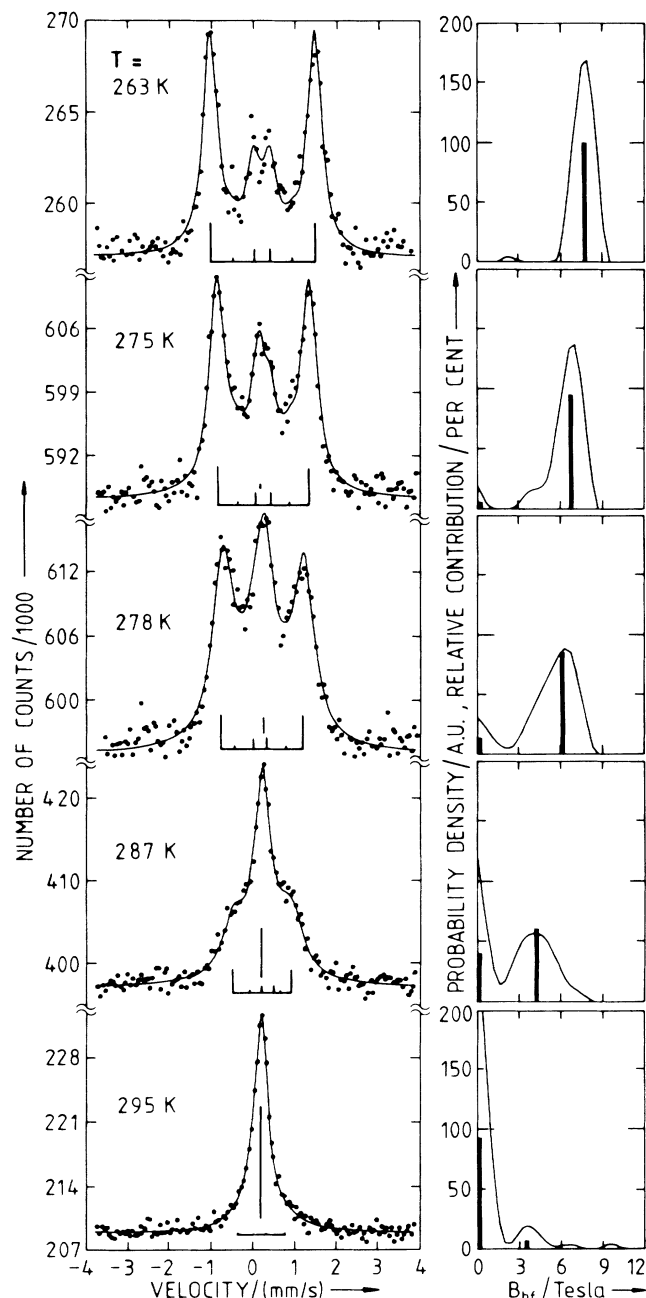 270
265
260
T =
263 K
606
599
592
275 K
612
606
600
278 K
420
410
400
287 K
228
221
214
207
295 K
NUMBER OF COUNTS/1000
-4 -3 -2 -1 0 1 2 3 4
VELOCITY/(mm/s)
200
150
100
50
0
200
150
100
50
0
PROBABILITY DENSITY/A.U., RELATIVE CONTRIBUTION/PER CENT
0 3 6 9 12
Bhf/Tesla